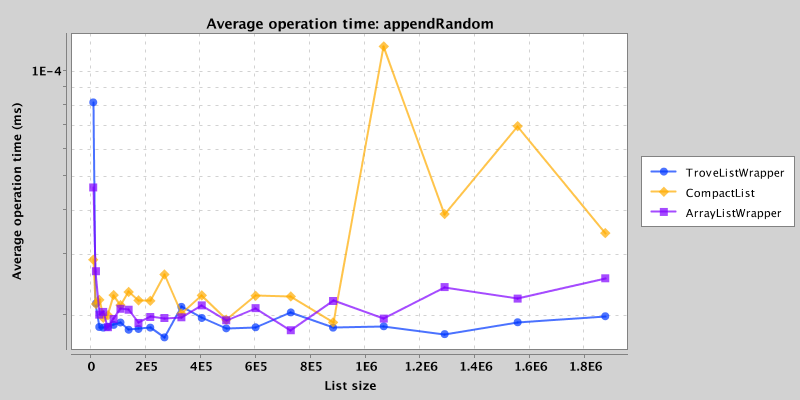 Average operation time: appendRandom
Average operation time (ms)
1E-4
0 2E5 4E5 6E5 8E5 1E6 1.2E6 1.4E6 1.6E6 1.8E6
List size
TroveListWrapper
CompactList
ArrayListWrapper